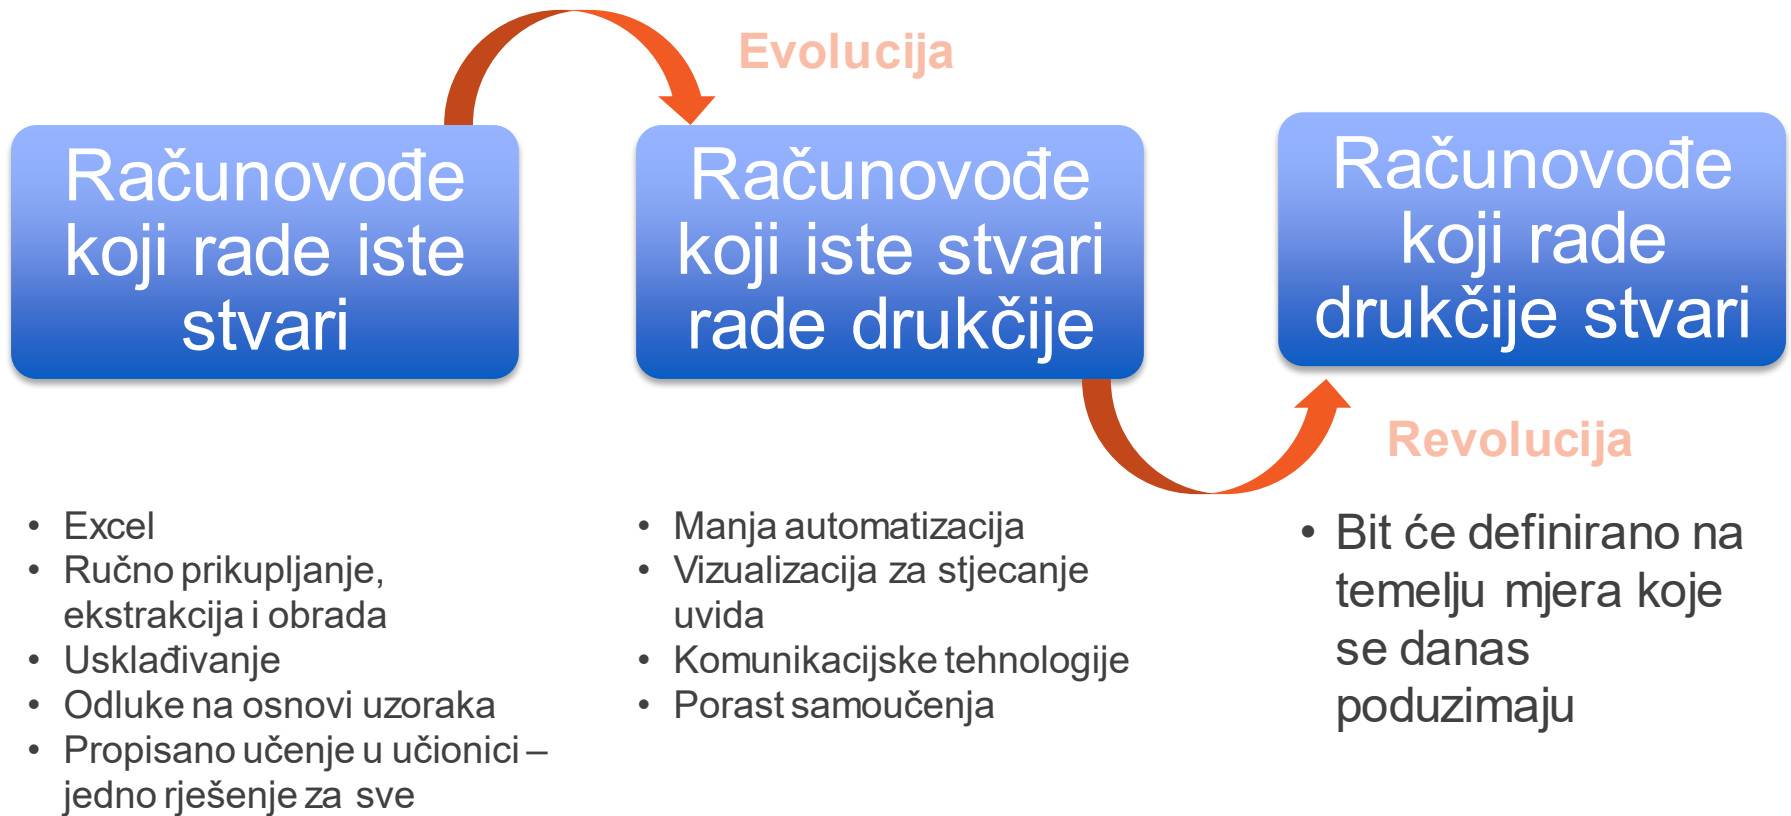 Evolucija
Računovođe
koji rade iste
stvari
Računovođe
koji iste stvari
rade drukčije
Računovođe
koji rade
drukčije stvari
Revolucija
• Excel
• Ručno prikupljanje,
ekstrakcija i obrada
• Usklađivanje
• Odluke na osnovi uzoraka
• Propisano učenje u učionici –
jedno rješenje za sve
• Manja automatizacija
• Vizualizacija za stjecanje
uvida
• Komunikacijske tehnologije
• Porast samoučenja
• Bit će definirano na
temelju mjera koje
se danas
poduzimaju